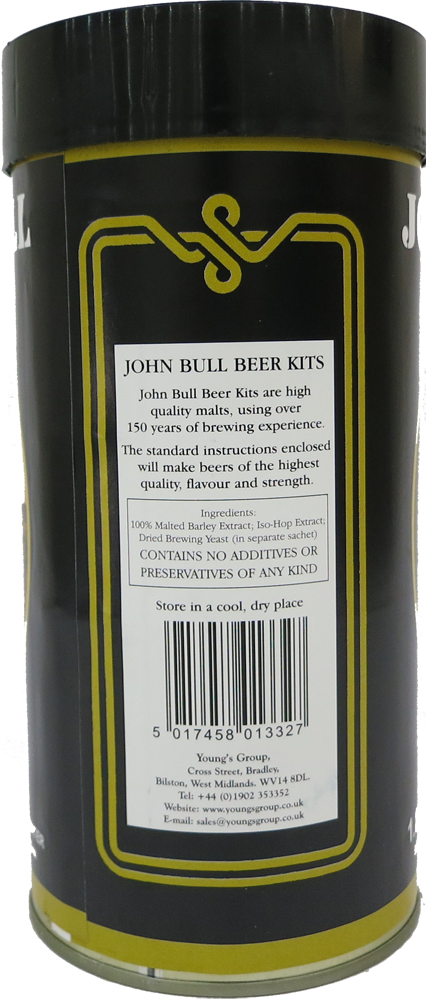 JOHN BULL BEER KITS
John Bull Beer Kits are high
quality malts, using over
150 years of brewing experience.
The standard instructions enclosed
will make beers of the highest
quality, flavour and strength.
Ingredients:
100% Malted Barley Extract; Iso-Hop Extract;
Dried Brewing Yeast (in separate sachet)
CONTAINS NO ADDITIVES OR
PRESERVATIVES OF ANY KIND
Store in a cool, dry place
5 017458 013327
Young's Group,
Cross Street, Bradley,
Bilston, West Midlands. WV14 8DL.
Tel: +44 (0)1902 353352
Website: www.youngsgroup.co.uk
E-mail: sales@youngsgroup.co.uk